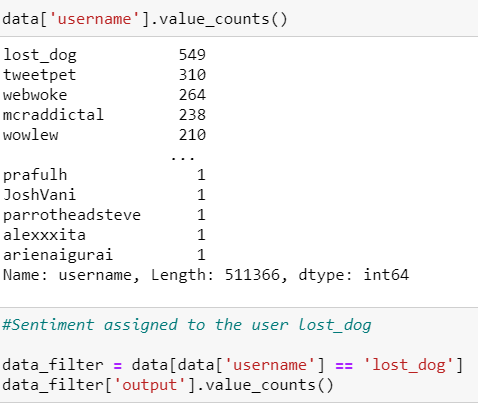 data['username'].value_counts()
lost_dog 549
tweetpet 310
webwoke 264
mcraddictal 238
wowlew 210
...
prafulh 1
JoshVani 1
parrotheadsteve 1
alexxxita 1
arienaigurai 1
Name: username, Length: 511366, dtype: int64
#Sentiment assigned to the user lost_dog
data_filter = data[data['username'] == 'lost_dog']
data_filter['output'].value_counts()